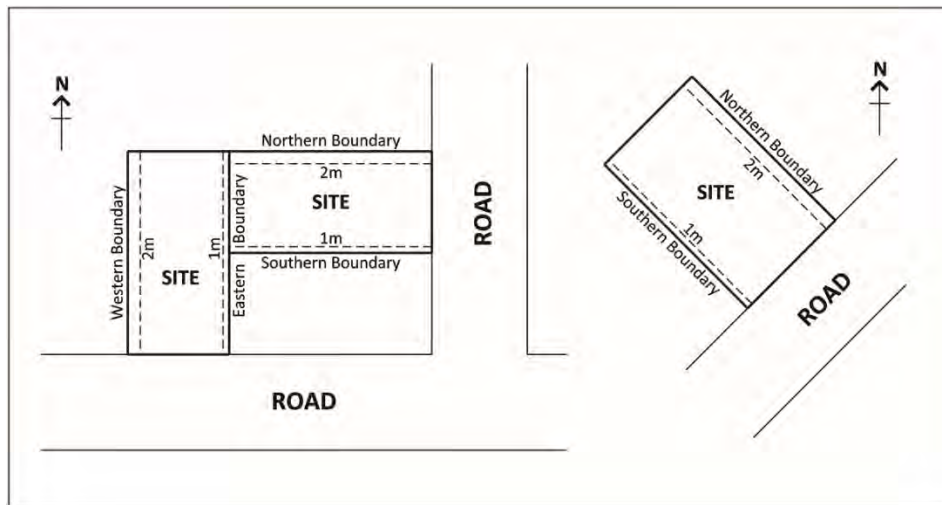 N
Northern Boundary
2m
SITE
1m
Southern Boundary
Western Boundary
2m
SITE
1m
Eastern Boundary
ROAD
ROAD
N
Northern Boundary
2m
SITE
1m
Southern Boundary
ROAD